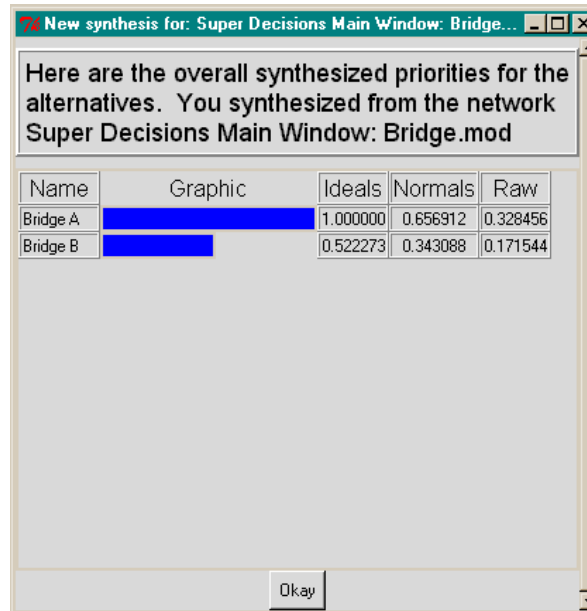 New synthesis for: Super Decisions Main Window: Bridge...
Here are the overall synthesized priorities for the
alternatives. You synthesized from the network
Super Decisions Main Window: Bridge.mod
Name Graphic Ideals Normals Raw
Bridge A 1.000000 0.656912 0.328456
Bridge B 0.522273 0.343088 0.171544
Okay